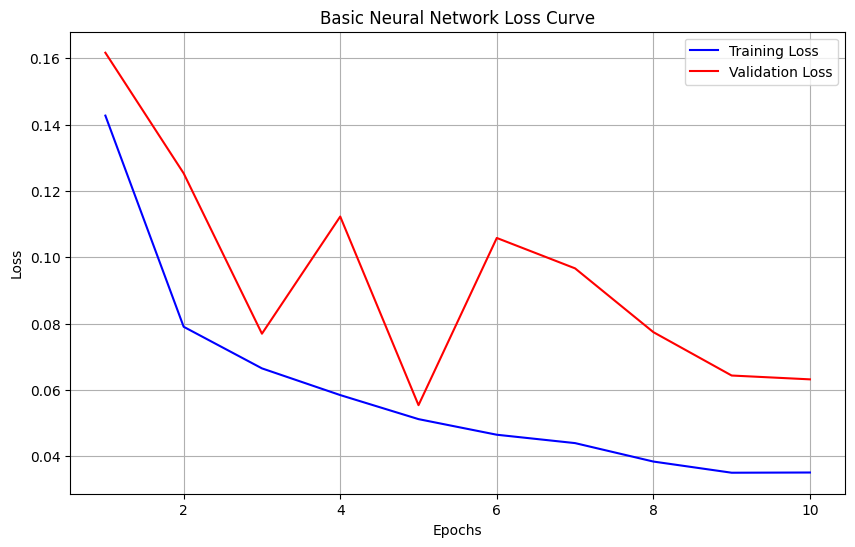 Basic Neural Network Loss Curve
Training Loss
Validation Loss
0.16
0.14
0.12
0.10
0.08
0.06
0.04
Loss
2 4 6 8 10
Epochs